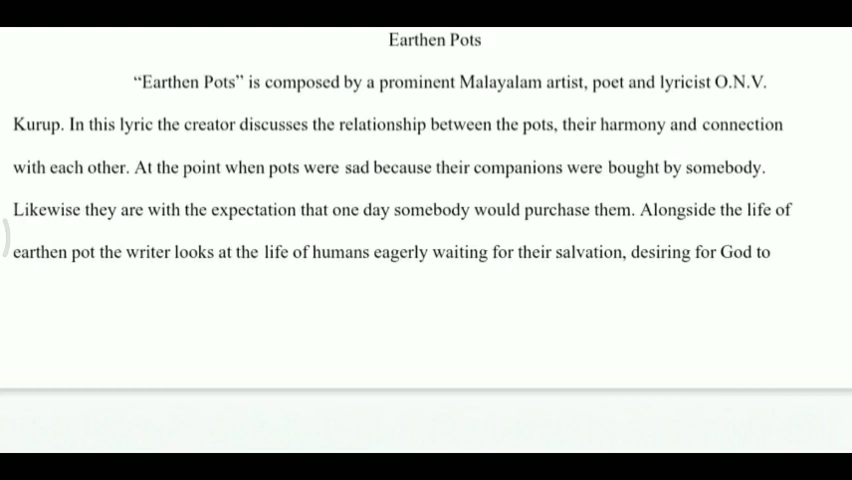 Earthen Pots
“Earthen Pots” is composed by a prominent Malayalam artist, poet and lyricist O.N.V.
Kurup. In this lyric the creator discusses the relationship between the pots, their harmony and connection
with each other. At the point when pots were sad because their companions were bought by somebody.
Likewise they are with the expectation that one day somebody would purchase them. Alongside the life of
earthen pot the writer looks at the life of humans eagerly waiting for their salvation, desiring for God to